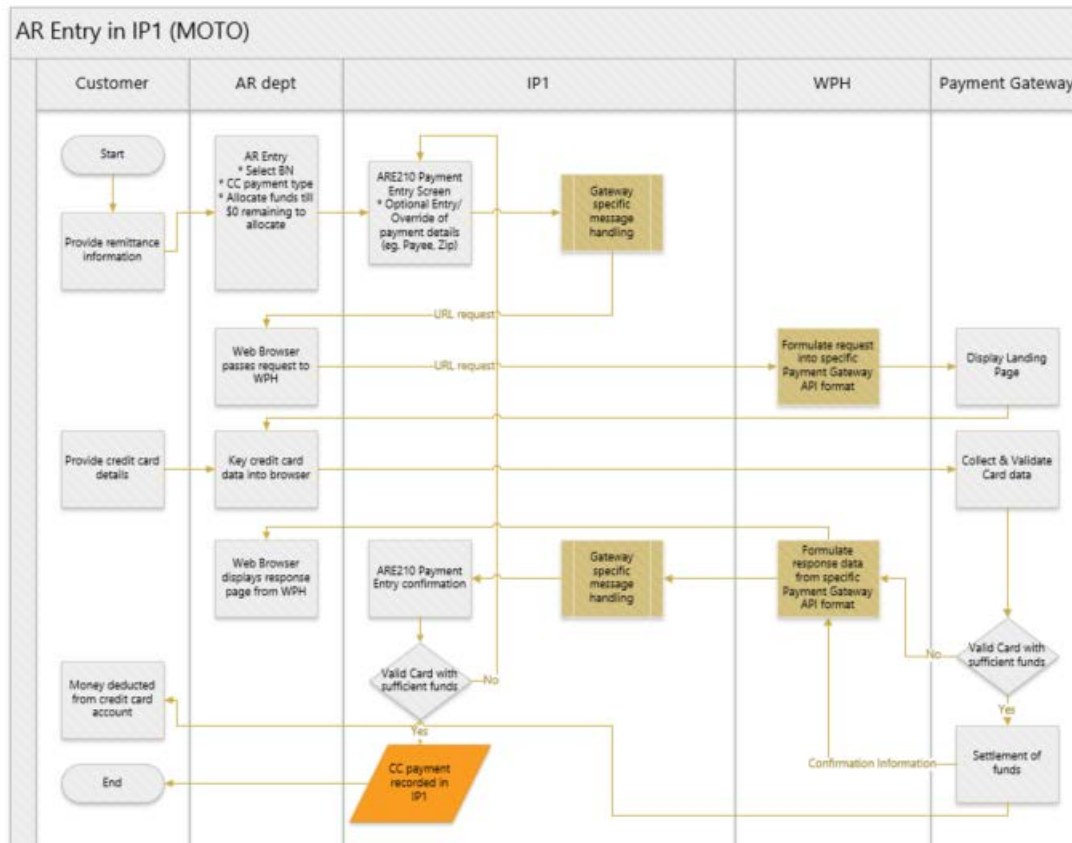 AR Entry in IP1 (MOTO)
Customer
AR dept
IP1
WPH
Payment Gateway
Start
Provide remittance
information
AR Entry
* Select BN
* CC payment type
* Allocate funds till
$0 remaining to
allocate
ARE210 Payment
Entry Screen
* Optional Entry/
Override of
payment details
(eg. Payee, Zip)
Gateway
specific
message
handling
URL request
Web Browser
passes request to
WPH
URL request
Formulate request
into specific
Payment Gateway
API format
Display Landing
Page
Provide credit card
details
Key credit card
data into browser
Collect & Validate
Card data
Web Browser
displays response
page from WPH
ARE210 Payment
Entry confirmation
Gateway
specific
message
handling
Formulate
response data
from specific
Payment Gateway
API format
No
Valid Card with
sufficient funds
Money deducted
from credit card
account
Valid Card with
sufficient funds
No
Yes
Yes
Confirmation Information
Settlement of
funds
End
CC payment
recorded in
IP1